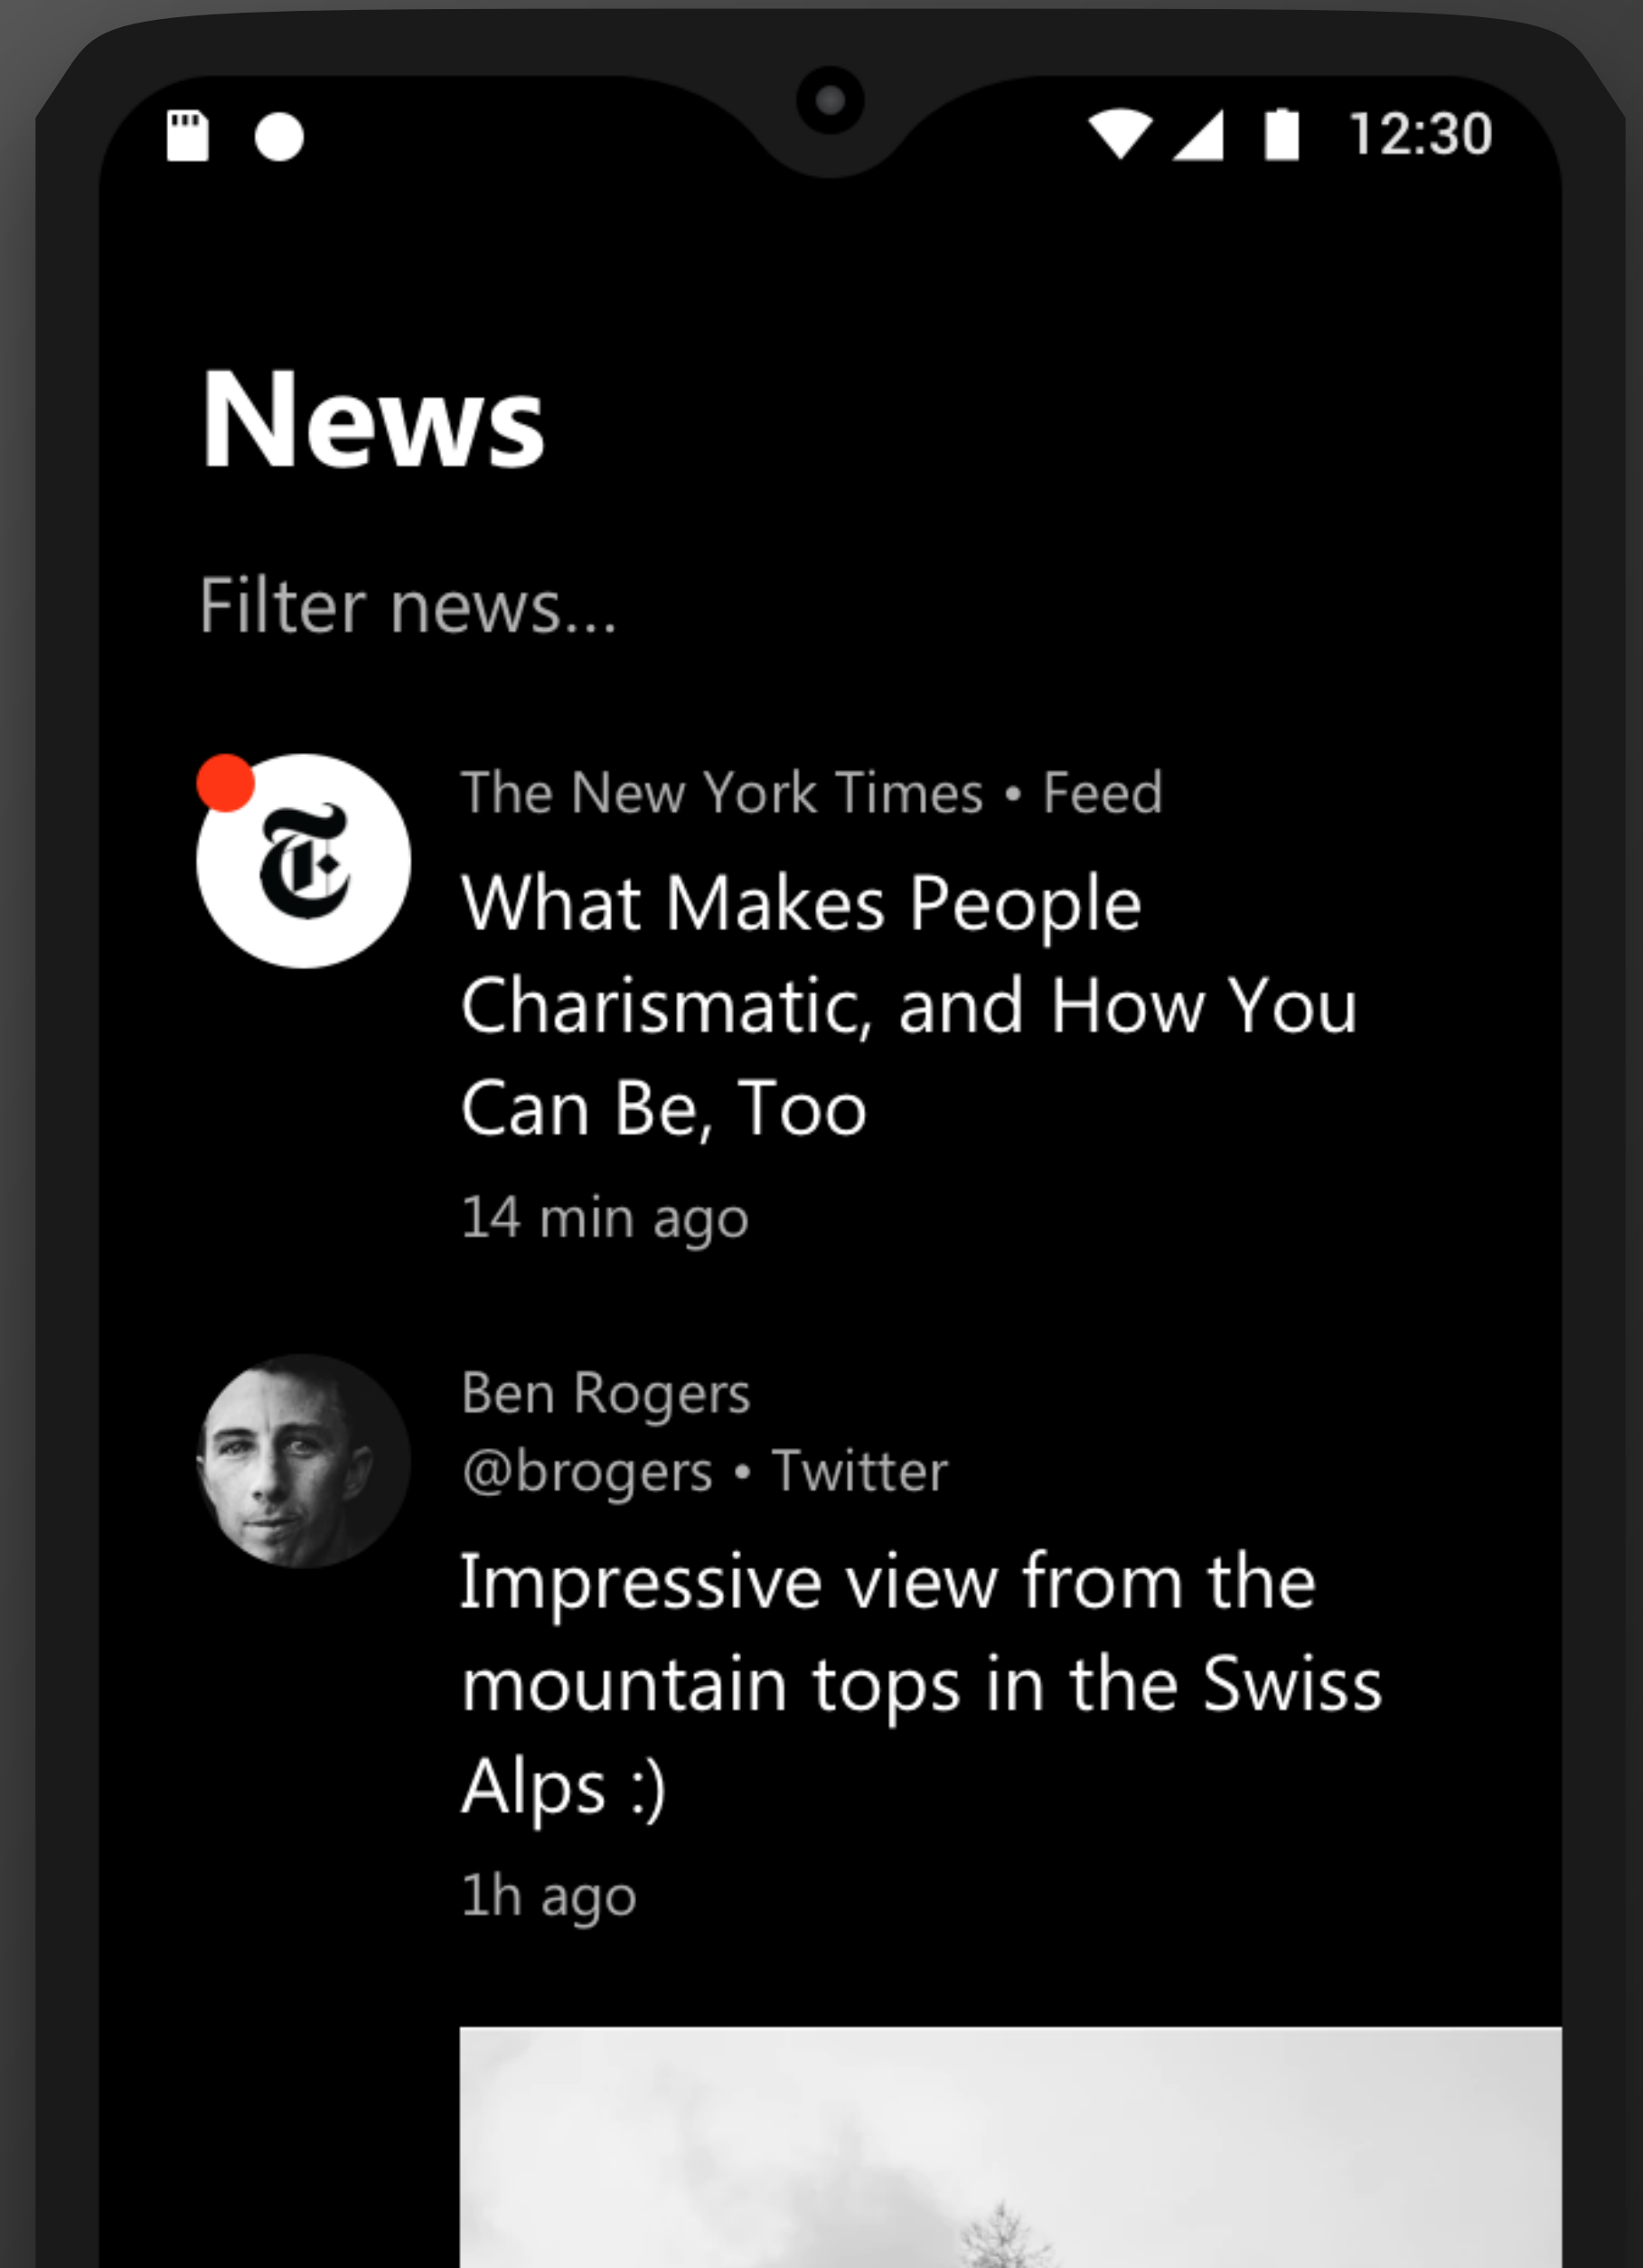 12:30
News
Filter news...
The New York Times • Feed
What Makes People
Charismatic, and How You
Can Be, Too
14 min ago
Ben Rogers
@brogers • Twitter
Impressive view from the
mountain tops in the Swiss
Alps :)
1h ago